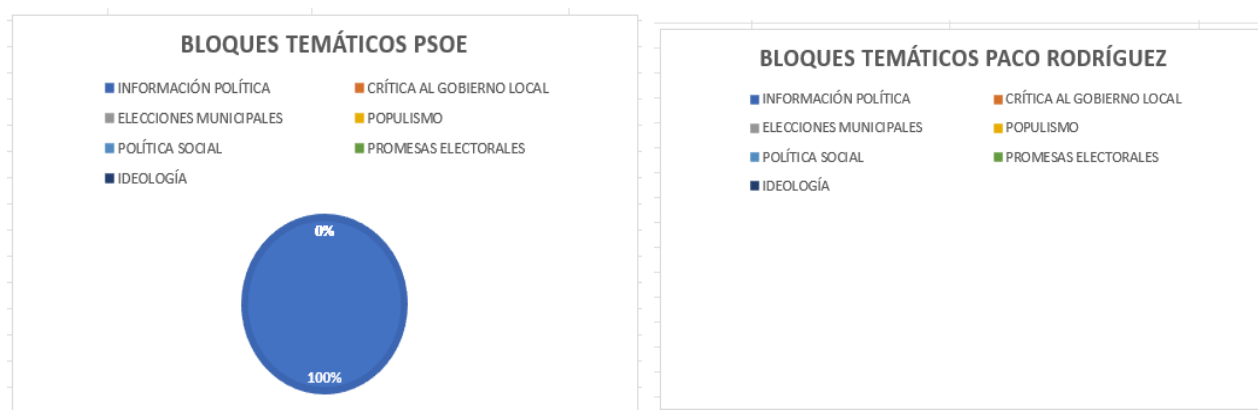 BLOQUES TEMÁTICOS PSOE
INFORMACIÓN POLÍTICA
CRÍTICA AL GOBIERNO LOCAL
ELECCIONES MUNICIPALES
POPULISMO
POLÍTICA SOCIAL
PROMESAS ELECTORALES
IDEOLOGÍA
0%
100%
BLOQUES TEMÁTICOS PACO RODRÍGUEZ
INFORMACIÓN POLÍTICA
CRÍTICA AL GOBIERNO LOCAL
ELECCIONES MUNICIPALES
POPULISMO
POLÍTICA SOCIAL
PROMESAS ELECTORALES
IDEOLOGÍA